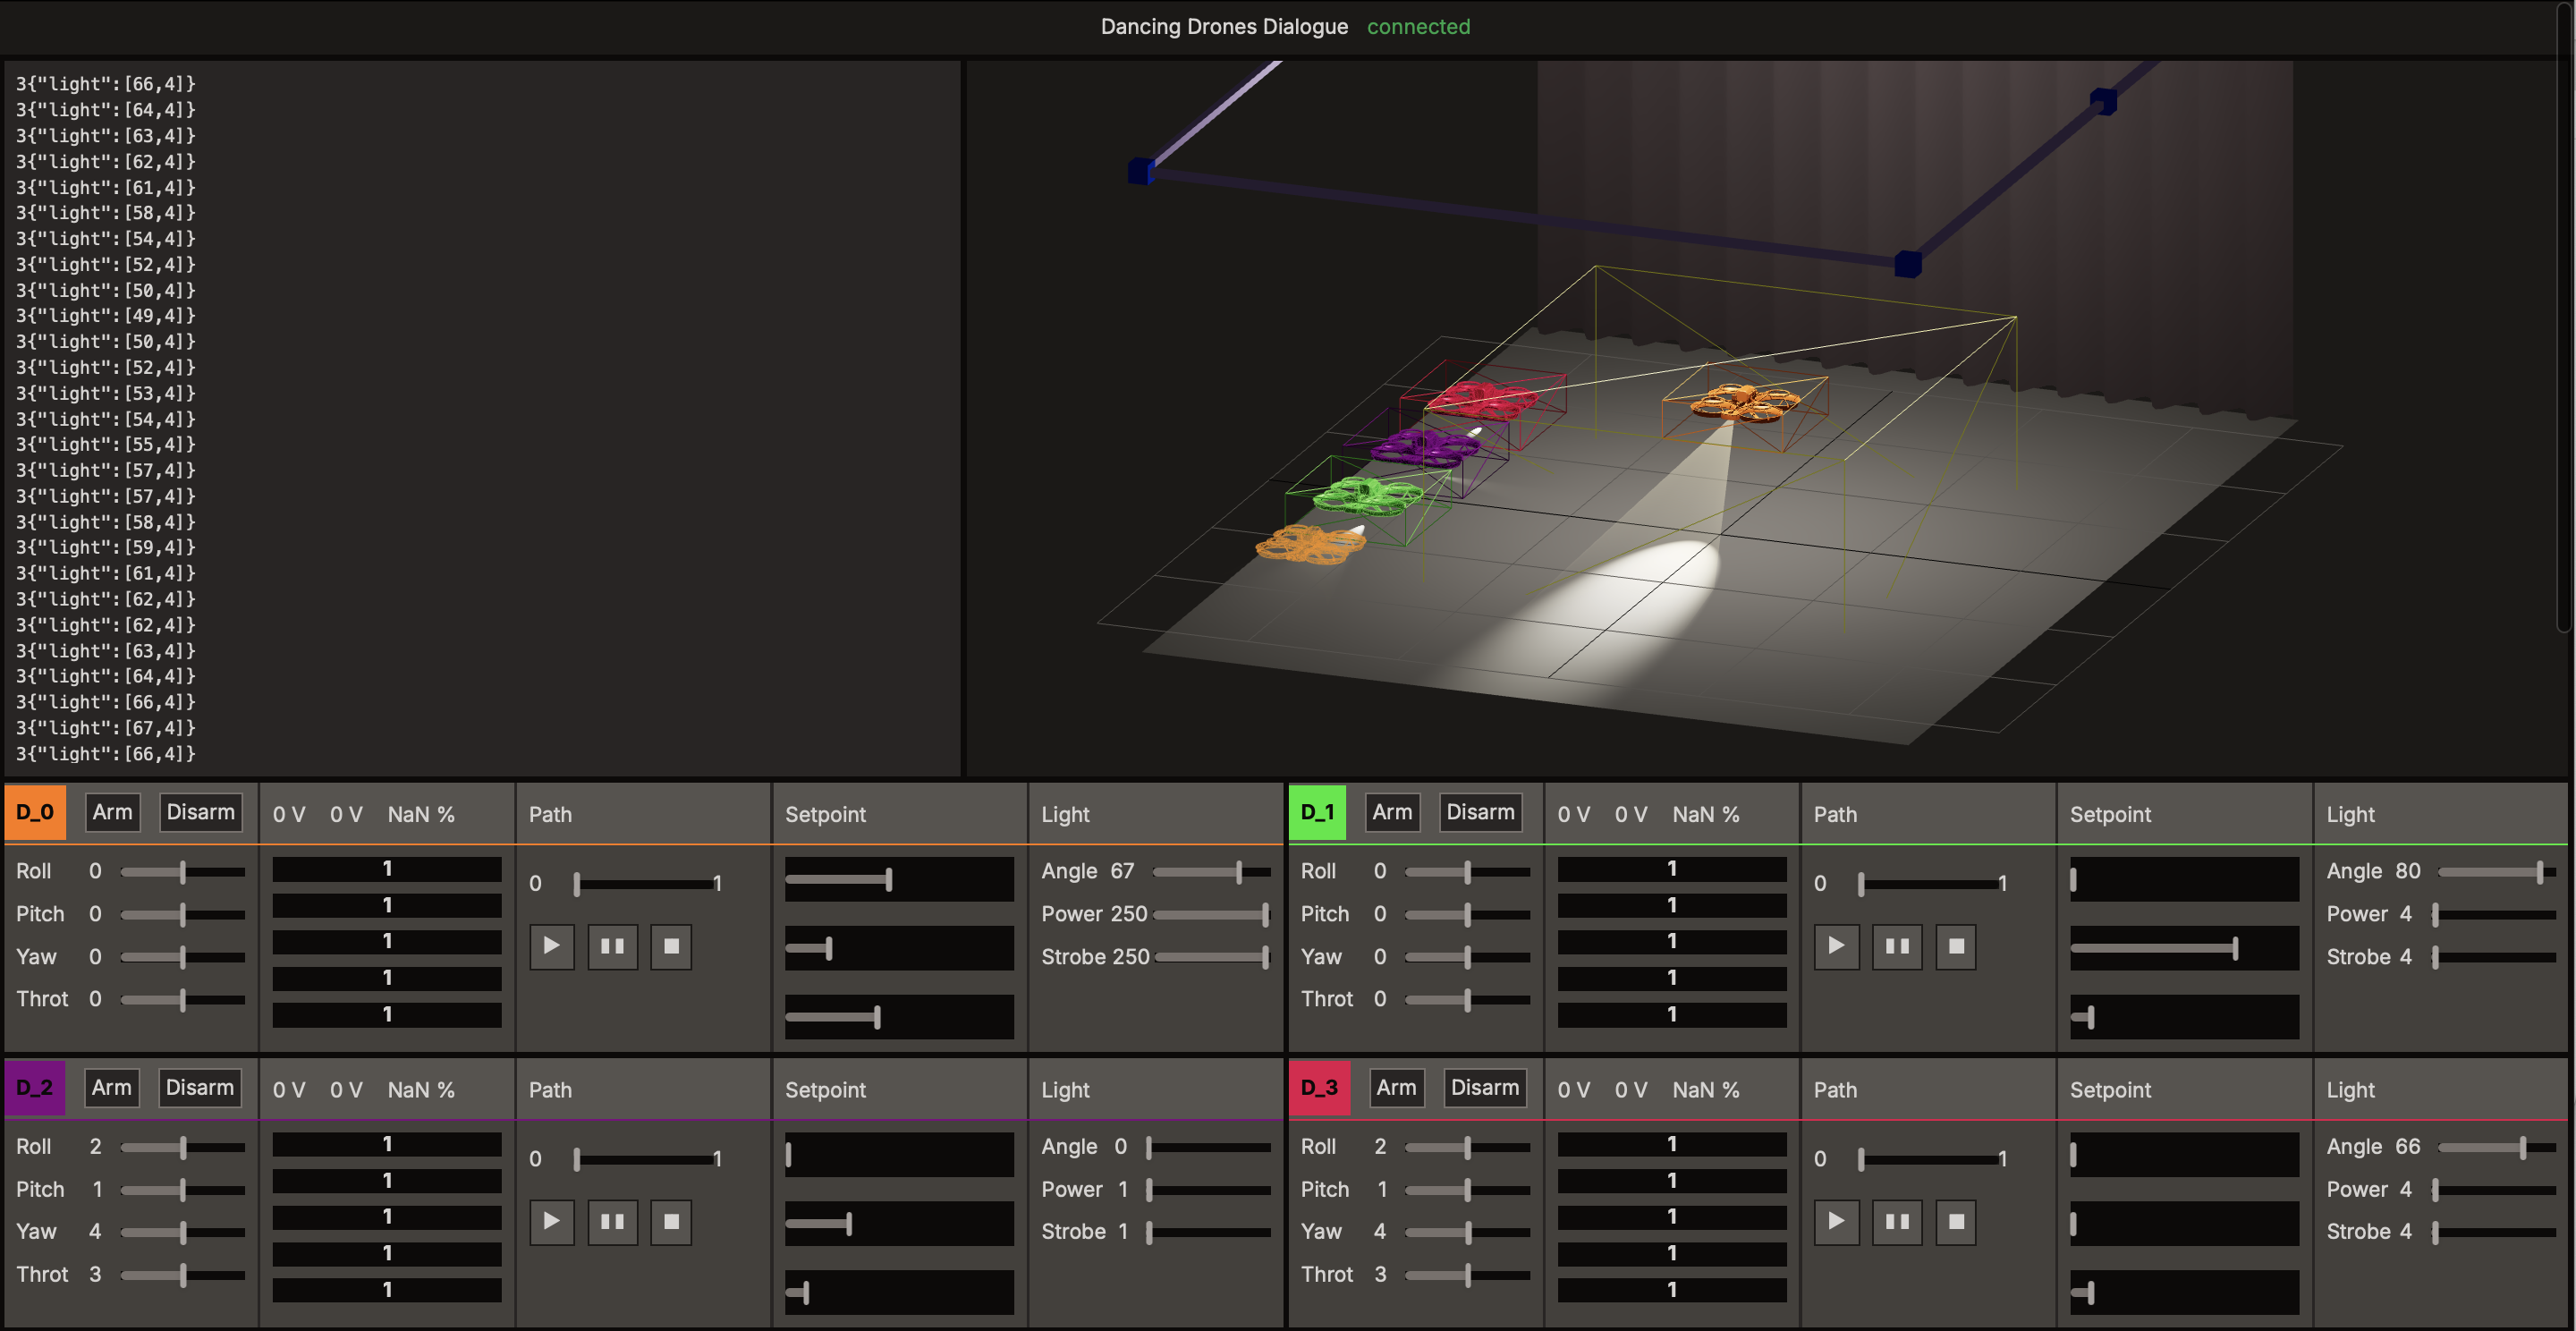 Dancing Drones Dialogue connected
3{"light":[66,4]}
3{"light":[64,4]}
3{"light":[63,4]}
3{"light":[62,4]}
3{"light":[61,4]}
3{"light":[58,4]}
3{"light":[54,4]}
3{"light":[52,4]}
3{"light":[50,4]}
3{"light":[49,4]}
3{"light":[50,4]}
3{"light":[52,4]}
3{"light":[53,4]}
3{"light":[54,4]}
3{"light":[55,4]}
3{"light":[57,4]}
3{"light":[57,4]}
3{"light":[58,4]}
3{"light":[59,4]}
3{"light":[61,4]}
3{"light":[62,4]}
3{"light":[62,4]}
3{"light":[63,4]}
3{"light":[64,4]}
3{"light":[66,4]}
3{"light":[67,4]}
3{"light":[66,4]}
D_0 Arm Disarm 0 V 0 V NaN % Path Setpoint Light
Roll 0
Pitch 0
Yaw 0
Throt 0
1
1
1
1
1
0 1
Angle 67
Power 250
Strobe 250
D_1 Arm Disarm 0 V 0 V NaN % Path Setpoint Light
Roll 0
Pitch 0
Yaw 0
Throt 0
1
1
1
1
1
0 1
Angle 80
Power 4
Strobe 4
D_2 Arm Disarm 0 V 0 V NaN % Path Setpoint Light
Roll 2
Pitch 1
Yaw 4
Throt 3
1
1
1
1
1
0 1
Angle 0
Power 1
Strobe 1
D_3 Arm Disarm 0 V 0 V NaN % Path Setpoint Light
Roll 2
Pitch 1
Yaw 4
Throt 3
1
1
1
1
1
0 1
Angle 66
Power 4
Strobe 4